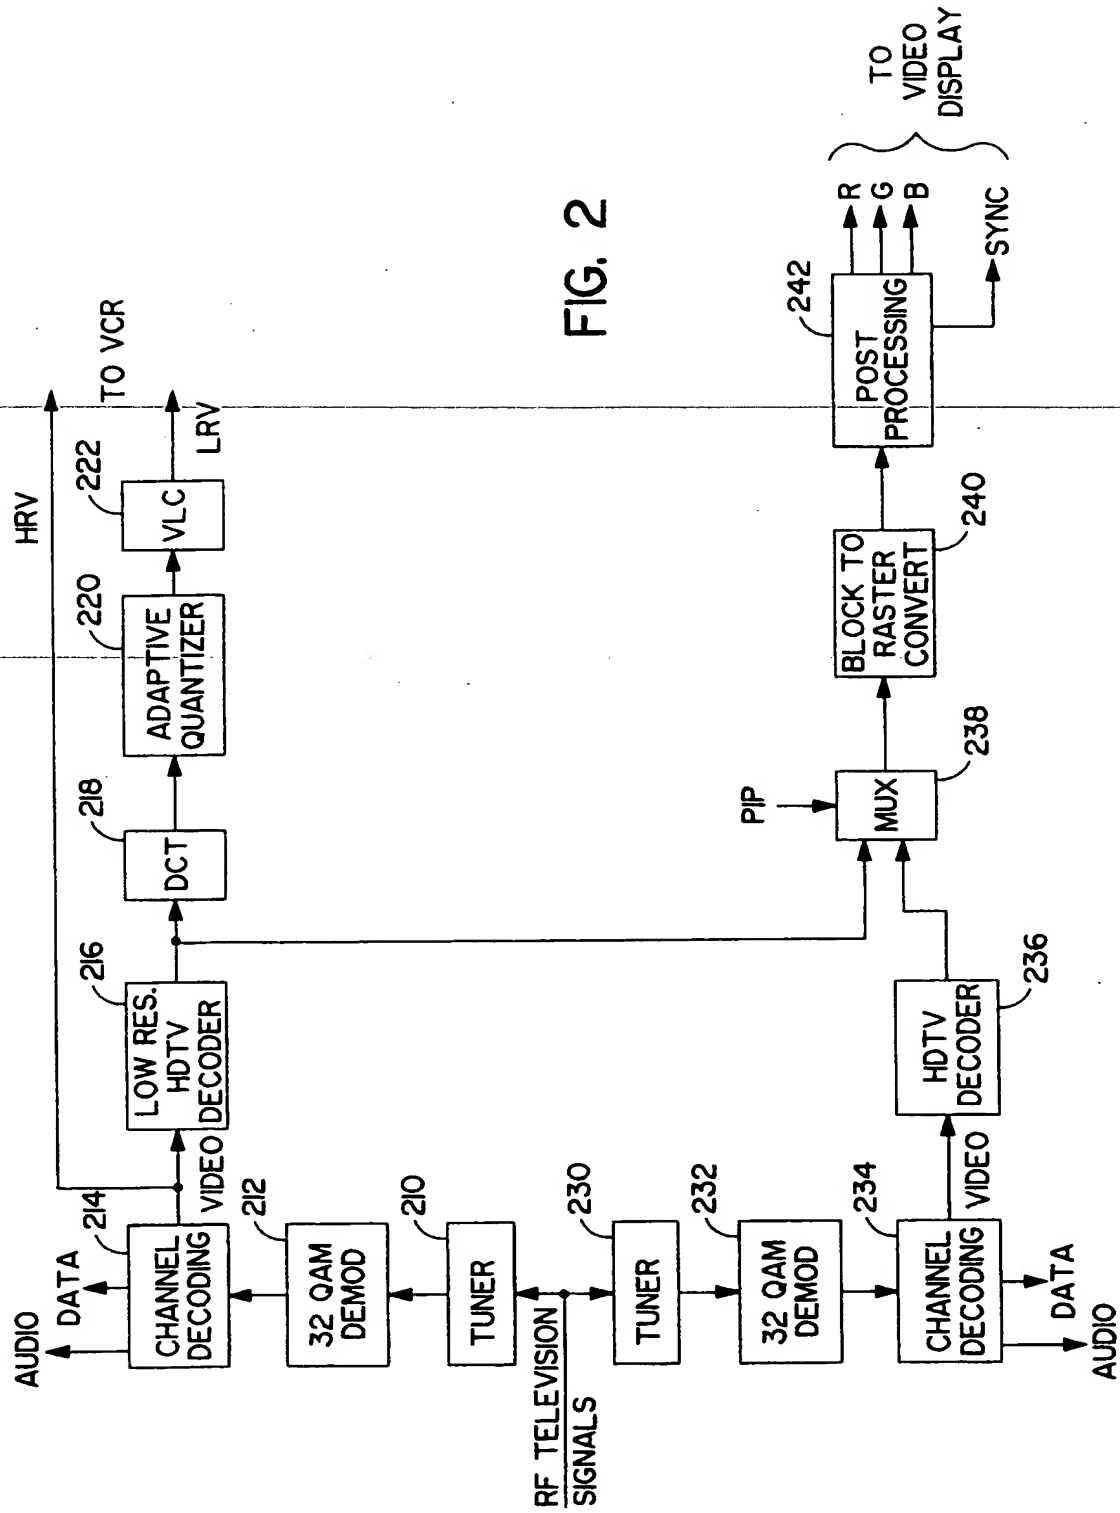 HRV
TO VCR
222
VLC
LRV
220
ADAPTIVE
QUANTIZER
218
DCT
216
LOW RES.
HDTV
DECODER
VIDEO
214
CHANNEL
DECODING
DATA
AUDIO
212
32 QAM
DEMOD
210
TUNER
RF TELEVISION
SIGNALS
230
TUNER
232
32 QAM
DEMOD
234
CHANNEL
DECODING
DATA
AUDIO
VIDEO
236
HDTV
DECODER
PIP
MUX
238
BLOCK TO
RASTER
CONVERT
240
242
POST
PROCESSING
R
G
B
SYNC
TO
VIDEO
DISPLAY
FIG. 2